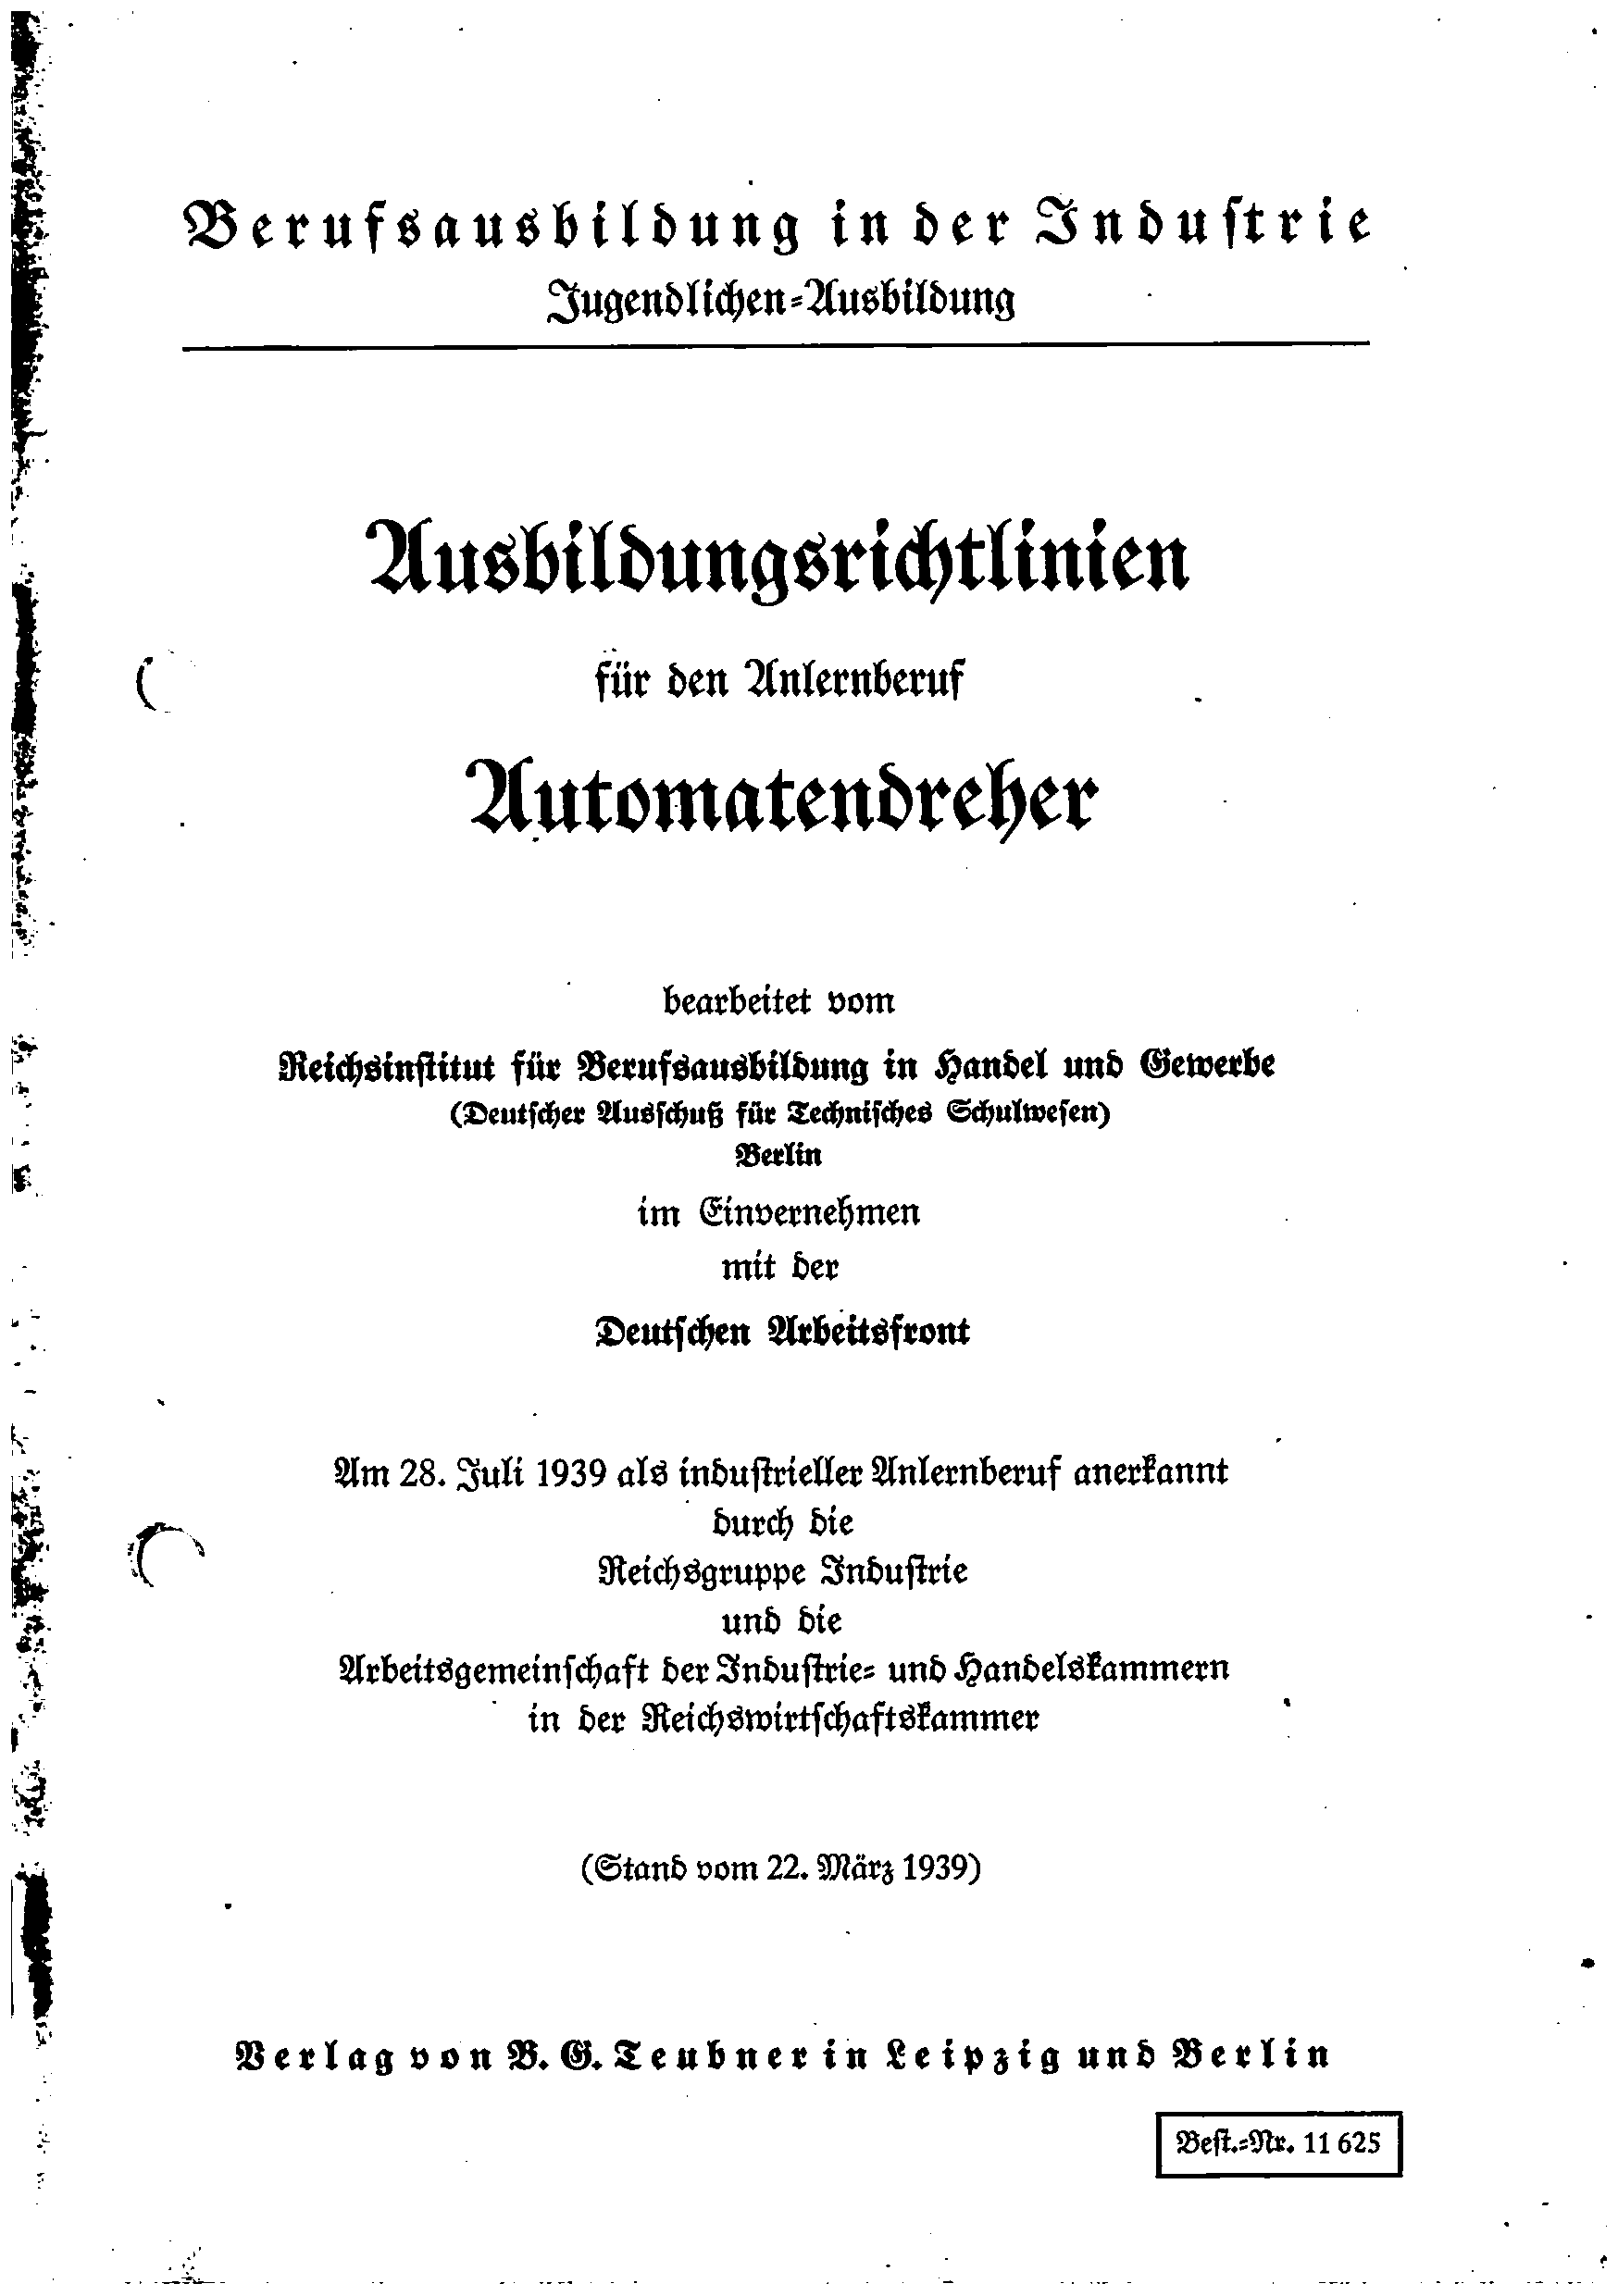 Berufsausbildung in der Industrie
Jugendlichen-Ausbildung
Ausbildungsrichtlinien
für den Anlernberuf
Automatendreher
bearbeitet vom
Reichsinstitut für Berufsausbildung in Handel und Gewerbe
(Deutscher Ausschuß für Technisches Schulwesen)
Berlin
im Einvernehmen
mit der
Deutschen Arbeitsfront
Am 28. Juli 1939 als industrieller Anlernberuf anerkannt
durch die
Reichsgruppe Industrie
und die
Arbeitsgemeinschaft der Industrie- und Handelskammern
in der Reichswirtschaftskammer
(Stand vom 22. März 1939)
Verlag von B. G. Teubner in Leipzig und Berlin
Best.-Nr. 11 625